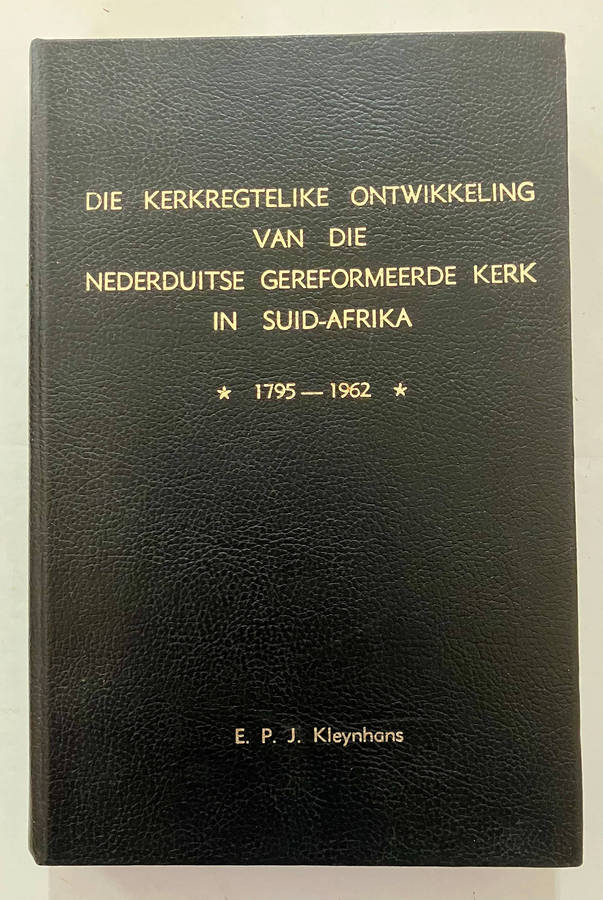 DIE KERKREGTELIKE ONTWIKKELING
VAN DIE
NEDERDUITSE GEREFORMEERDE KERK
IN SUID-AFRIKA
★ 1795 — 1962 ★
E. P. J. Kleynhans